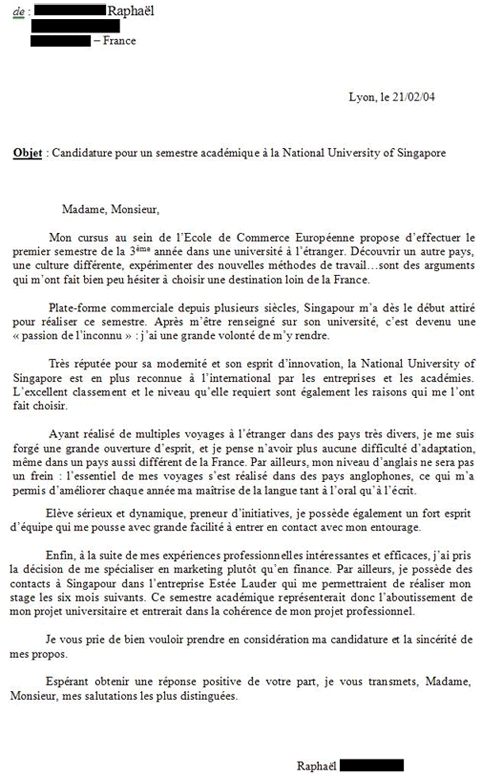 de : Raphaël
– France
Lyon, le 21/02/04
Objet : Candidature pour un semestre académique à la National University of Singapore
Madame, Monsieur,
Mon cursus au sein de l’Ecole de Commerce Européenne propose d’effectuer le
premier semestre de la 3ème année dans une université à l’étranger. Découvrir un autre pays,
une culture différente, expérimenter des nouvelles méthodes de travail…sont des arguments
qui m’ont fait bien peu hésiter à choisir une destination loin de la France.
Plate-forme commerciale depuis plusieurs siècles, Singapour m’a dès le début attiré
pour réaliser ce semestre. Après m’être renseigné sur son université, c’est devenu une
« passion de l’inconnu » : j’ai une grande volonté de m’y rendre.
Très réputée pour sa modernité et son esprit d’innovation, la National University of
Singapore est en plus reconnue à l’international par les entreprises et les académies.
L’excellent classement et le niveau qu’elle requiert sont également les raisons qui me l’ont
fait choisir.
Ayant réalisé de multiples voyages à l’étranger dans des pays très divers, je me suis
forgé une grande ouverture d’esprit, et je pense n’avoir plus aucune difficulté d’adaptation,
même dans un pays aussi différent de la France. Par ailleurs, mon niveau d’anglais ne sera pas
un frein : l’essentiel de mes voyages s’est réalisé dans des pays anglophones, ce qui m’a
permis d’améliorer chaque année ma maîtrise de la langue tant à l’oral qu’à l’écrit.
Elève sérieux et dynamique, preneur d’initiatives, je possède également un fort esprit
d’équipe qui me pousse avec grande facilité à entrer en contact avec mon entourage.
Enfin, à la suite de mes expériences professionnelles intéressantes et efficaces, j’ai pris
la décision de me spécialiser en marketing plutôt qu’en finance. Par ailleurs, je possède des
contacts à Singapour dans l’entreprise Estée Lauder qui me permettraient de réaliser mon
stage les six mois suivants. Ce semestre académique représenterait donc l’aboutissement de
mon projet universitaire et entrerait dans la cohérence de mon projet professionnel.
Je vous prie de bien vouloir prendre en considération ma candidature et la sincérité de
mes propos.
Espérant obtenir une réponse positive de votre part, je vous transmets, Madame,
Monsieur, mes salutations les plus distinguées.
Raphaël